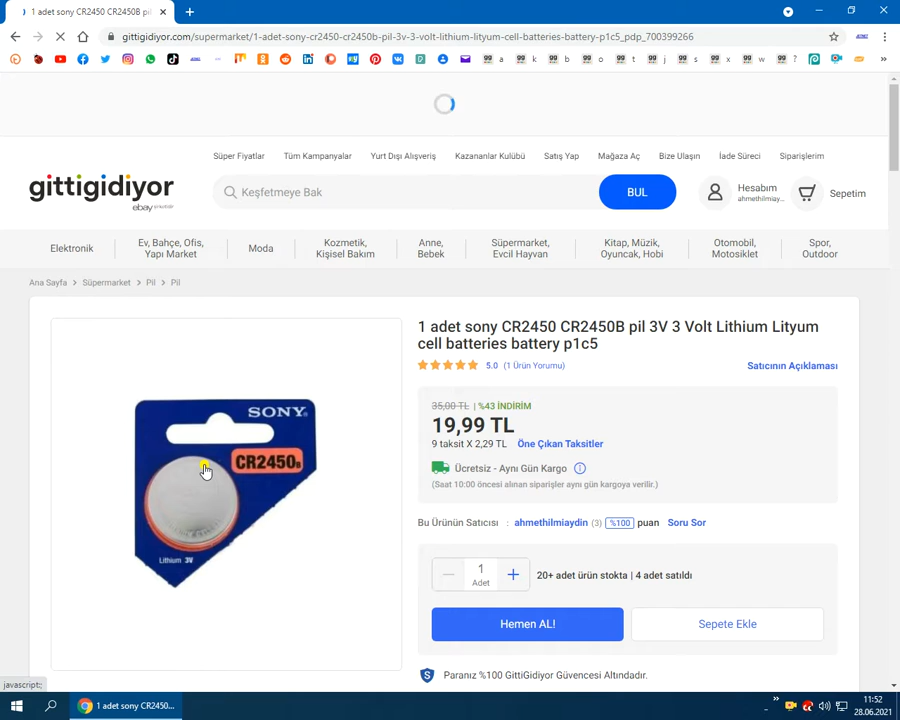 1 adet sony CR2450 CR2450B pil
gittigidiyor.com/supermarket/1-adet-sony-cr2450-cr2450b-pil-3v-3-volt-lithium-lityum-cell-batteries-battery-p1c5_pdp_700399266
a k b o t j s x w ? »
Süper Fiyatlar Tüm Kampanyalar Yurt Dışı Alışveriş Kazananlar Kulübü Satış Yap Mağaza Aç Bize Ulaşın İade Süreci Siparişlerim
gittigidiyor
ebay
Keşfetmeye Bak
BUL
Hesabım
ahmethilmiay...
Sepetim
Elektronik
Ev, Bahçe, Ofis,
Yapı Market
Moda
Kozmetik,
Kişisel Bakım
Anne,
Bebek
Süpermarket,
Evcil Hayvan
Kitap, Müzik,
Oyuncak, Hobi
Otomobil,
Motosiklet
Spor,
Outdoor
Ana Sayfa > Süpermarket > Pil > Pil
1 adet sony CR2450 CR2450B pil 3V 3 Volt Lithium Lityum
cell batteries battery p1c5
5.0 (1 Ürün Yorumu)
Satıcının Açıklaması
35,00 TL | %43 İNDİRİM
19,99 TL
9 taksit X 2,29 TL Öne Çıkan Taksitler
Ücretsiz - Aynı Gün Kargo
(Saat 10:00 öncesi alınan siparişler aynı gün kargoya verilir.)
Bu Ürünün Satıcısı : ahmethilmiaydin (3) %100 puan Soru Sor
1
Adet
20+ adet ürün stokta | 4 adet satıldı
Hemen AL!
Sepete Ekle
Paranız %100 GittiGidiyor Güvencesi Altındadır.
SONY
CR2450B
Lithium 3V
javascript:;
1 adet sony CR2450...
11:52
28.06.2021